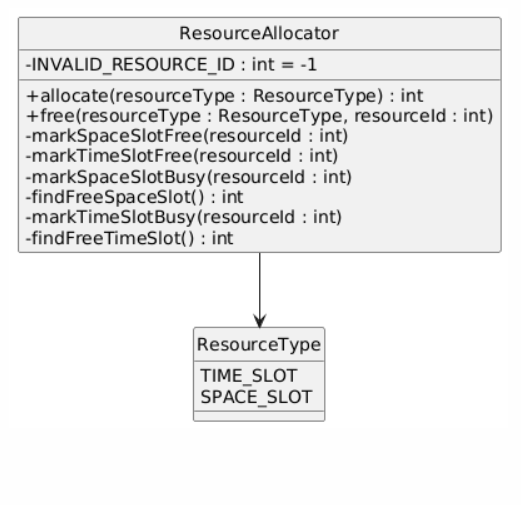 ResourceAllocator
-INVALID_RESOURCE_ID : int = -1
+allocate(resourceType : ResourceType) : int
+free(resourceType : ResourceType, resourceId : int)
-markSpaceSlotFree(resourceId : int)
-markTimeSlotFree(resourceId : int)
-markSpaceSlotBusy(resourceId : int)
-findFreeSpaceSlot() : int
-markTimeSlotBusy(resourceId : int)
-findFreeTimeSlot() : int
ResourceType
TIME_SLOT
SPACE_SLOT